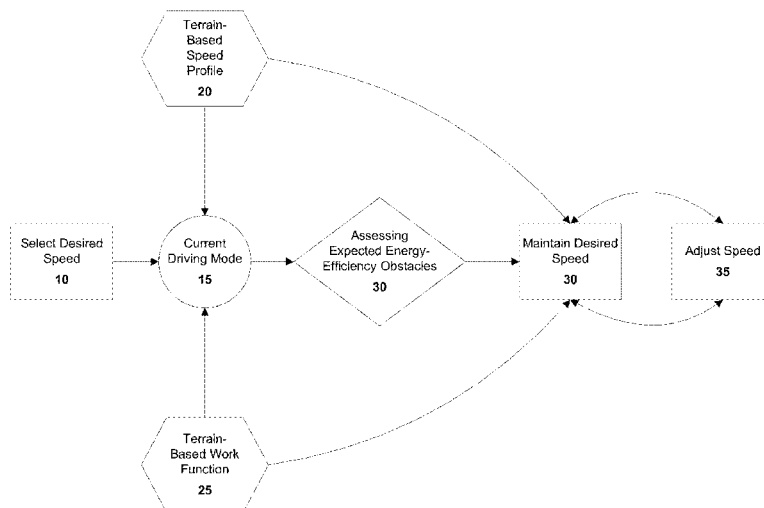 Terrain-
Based
Speed
Profile
20
Select Desired
Speed
10
Current
Driving Mode
15
Assessing
Expected Energy-
Efficiency Obstacies
30
Maintain Desired
Speed
30
Adjust Speed
35
Terrain-
Based Work
Function
25